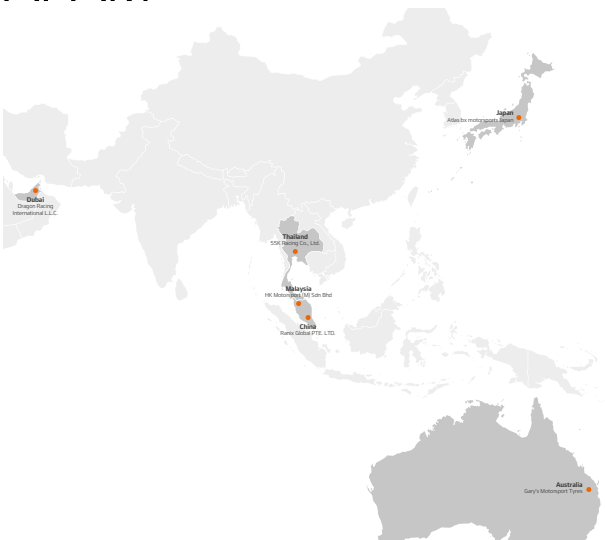 Japan
Atlas bx motorsports Japan
Dubai
Dragon Racing
International L.L.C.
Thailand
SSK Racing Co., Ltd.
Malaysia
HK Motorsport (M) Sdn Bhd
China
Ranix Global PTE. LTD.
Australia
Gary's Motorsport Tyres